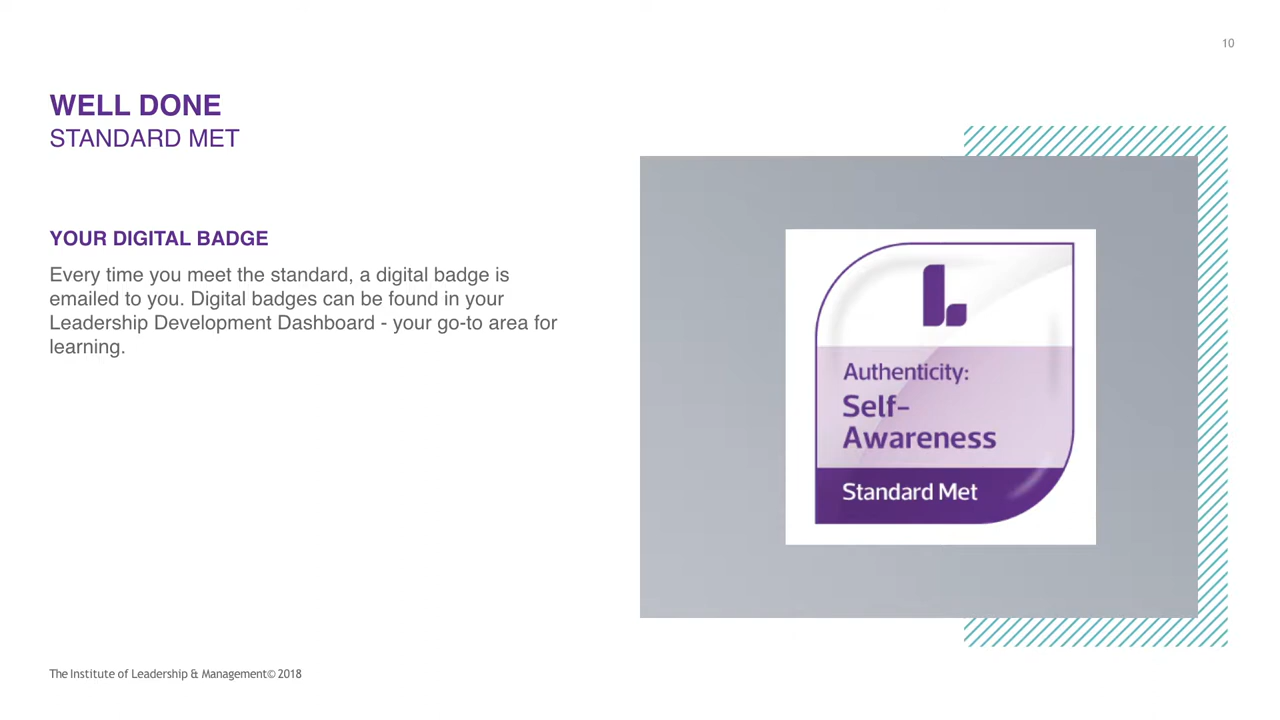 10
WELL DONE
STANDARD MET
YOUR DIGITAL BADGE
Every time you meet the standard, a digital badge is
emailed to you. Digital badges can be found in your
Leadership Development Dashboard - your go-to area for
learning.
Authenticity:
Self-
Awareness
Standard Met
The Institute of Leadership & Management© 2018